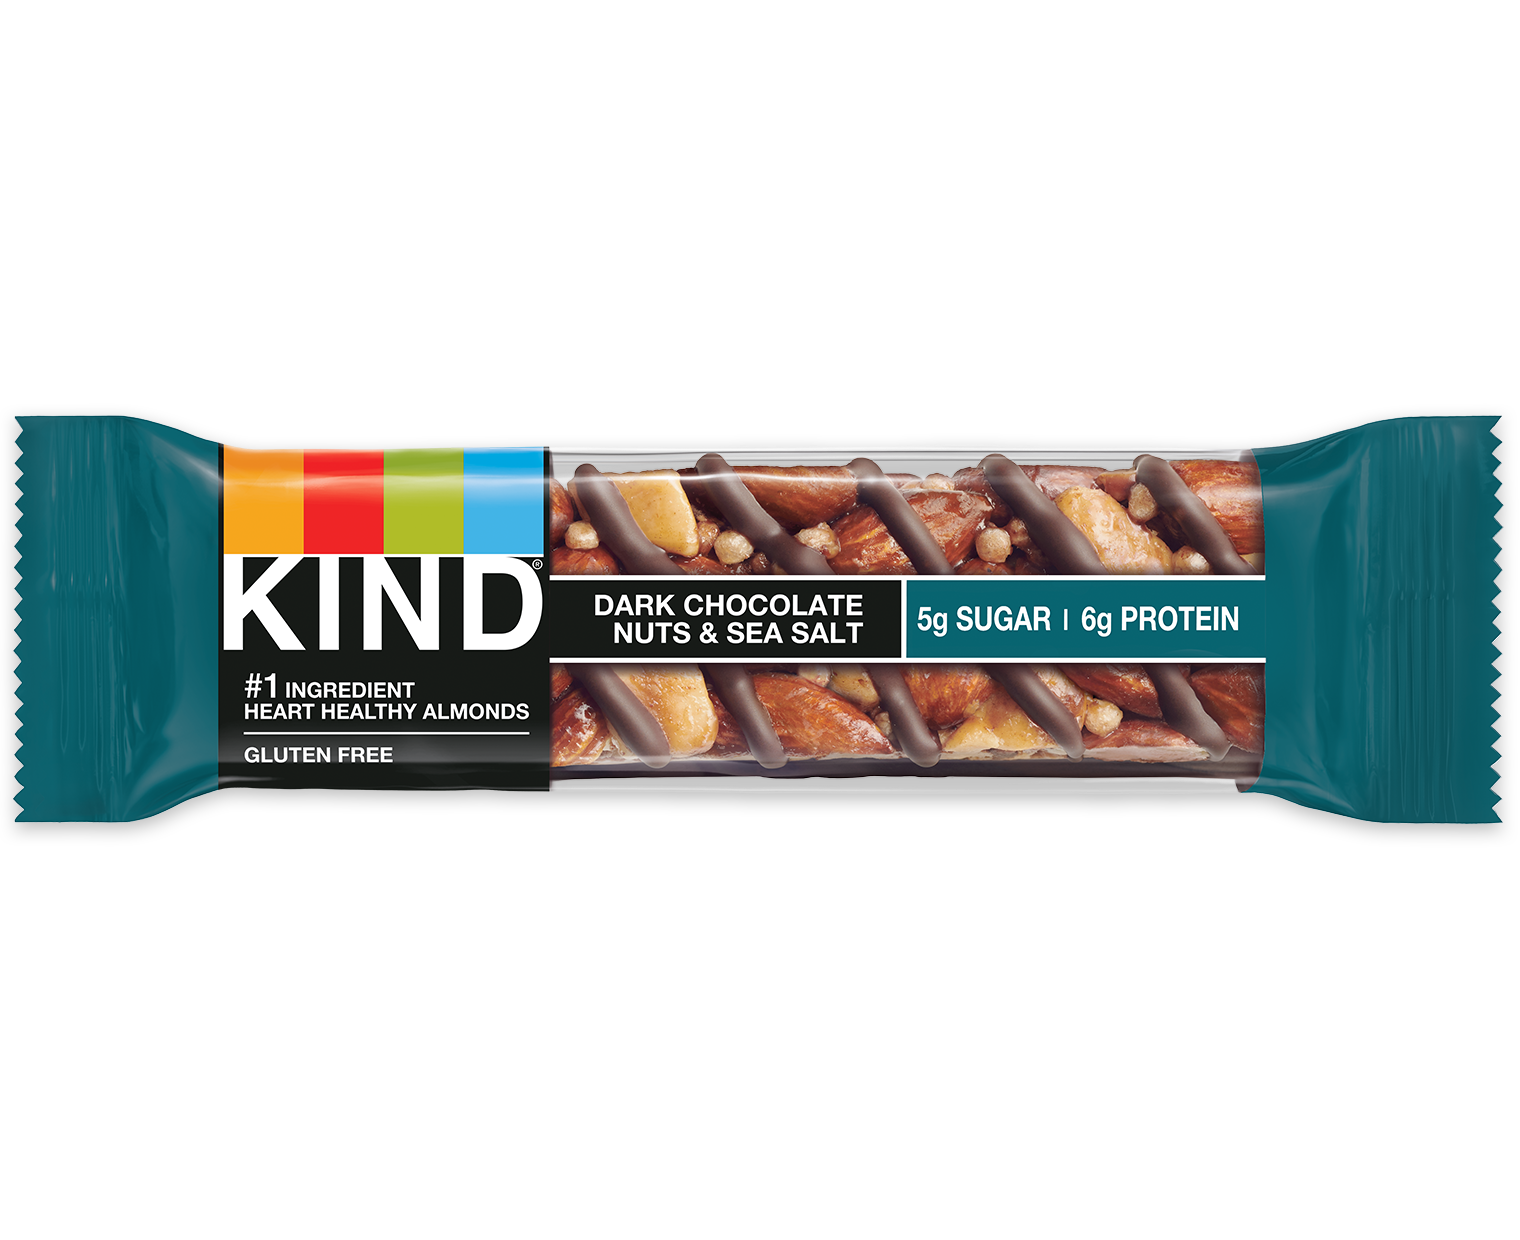 KIND®
#1 INGREDIENT
HEART HEALTHY ALMONDS
GLUTEN FREE
DARK CHOCOLATE
NUTS & SEA SALT
5g SUGAR | 6g PROTEIN